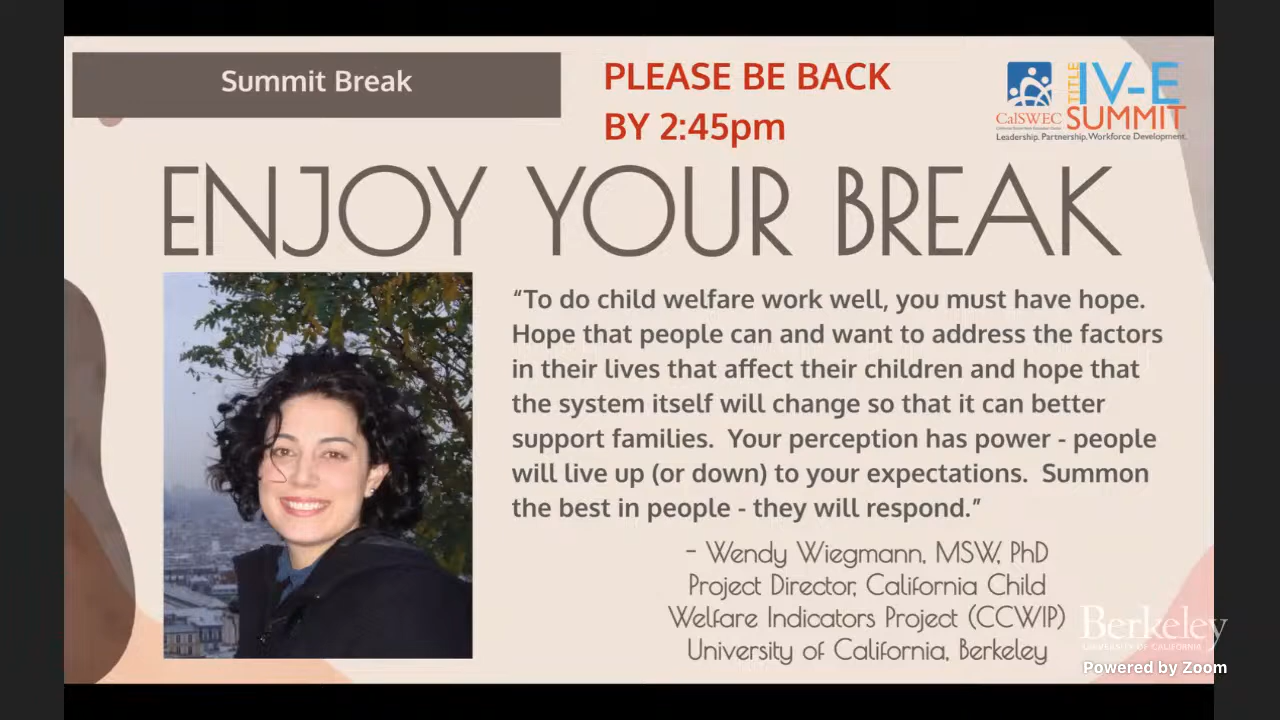 Summit Break
PLEASE BE BACK
BY 2:45pm
CalSWEC
TITLE
IV-E
SUMMIT
Leadership. Partnership. Workforce Development.
ENJOY YOUR BREAK
“To do child welfare work well, you must have hope.
Hope that people can and want to address the factors
in their lives that affect their children and hope that
the system itself will change so that it can better
support families. Your perception has power - people
will live up (or down) to your expectations. Summon
the best in people - they will respond.”
- Wendy Wiegmann, MSW, PhD
Project Director, California Child
Welfare Indicators Project (CCWIP)
University of California, Berkeley
Berkeley
UNIVERSITY OF CALIFORNIA
Powered by Zoom